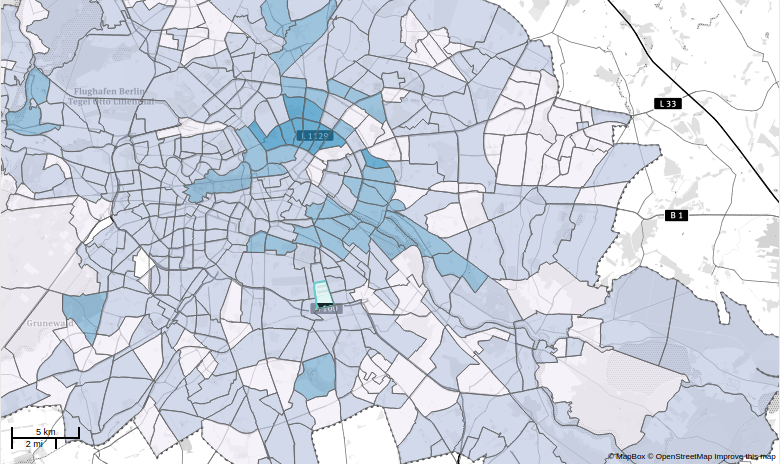 Flughafen Berlin-
Tegel Otto Lilienthal
L 33
L 1129
B 1
A 100
Grunewald
5 km
2 mi
© MapBox © OpenStreetMap Improve this map